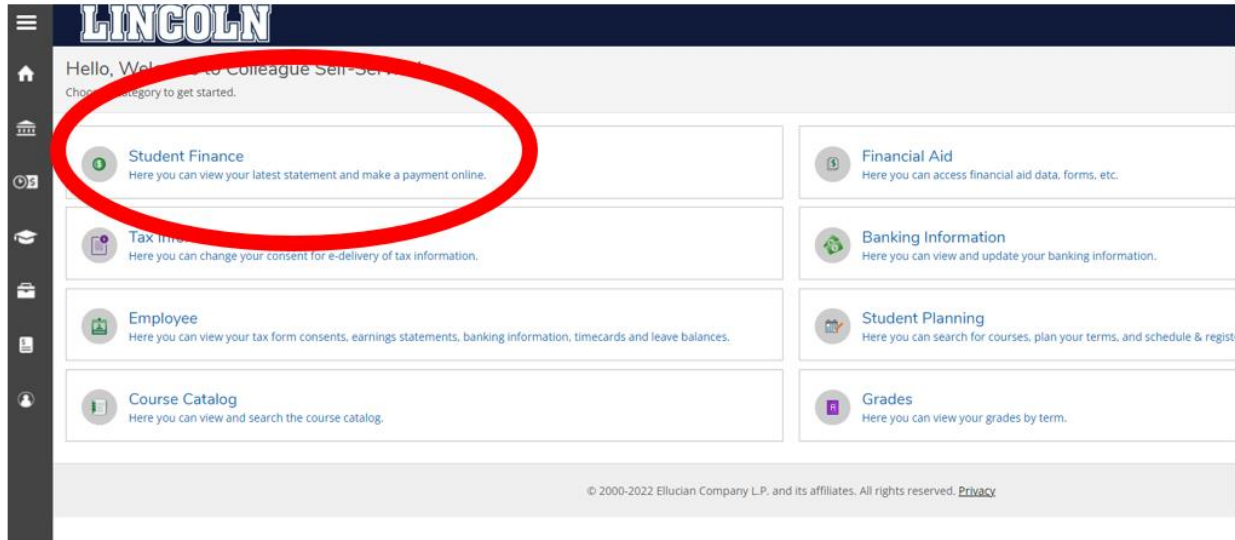 LINCOLN
Hello, to Colleague
Choose category to get started.
Student Finance
Here you can view your latest statement and make a payment online.
Financial Aid
Here you can access financial aid data, forms, etc.
Tax
Here you can change your consent for e-delivery of tax information.
Banking Information
Here you can view and update your banking information.
Employee
Here you can view your tax form consents, earnings statements, banking information, timecards and leave balances.
Student Planning
Here you can search for courses, plan your terms, and schedule & regist
Course Catalog
Here you can view and search the course catalog.
Grades
Here you can view your grades by term.
© 2000-2022 Ellucian Company L.P. and its affiliates. All rights reserved. Privacy